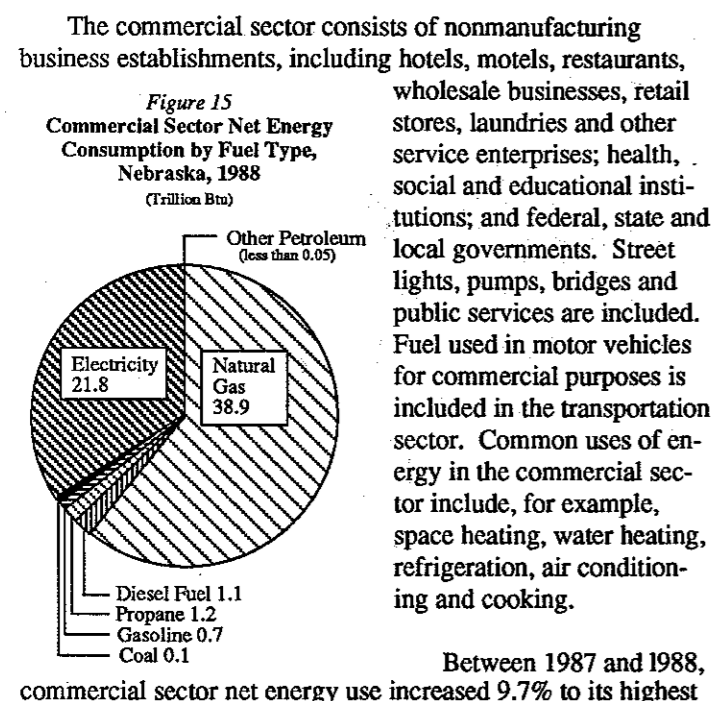 The commercial sector consists of nonmanufacturing
business establishments, including hotels, motels, restaurants,
wholesale businesses, retail
stores, laundries and other
service enterprises; health,
social and educational insti-
tutions; and federal, state and
local governments. Street
lights, pumps, bridges and
public services are included.
Fuel used in motor vehicles
for commercial purposes is
included in the transportation
sector. Common uses of en-
ergy in the commercial sec-
tor include, for example,
space heating, water heating,
refrigeration, air condition-
ing and cooking.
Figure 15
Commercial Sector Net Energy
Consumption by Fuel Type,
Nebraska, 1988
(Trillion Btu)
Other Petroleum
(less than 0.05)
Electricity
21.8
Natural
Gas
38.9
Diesel Fuel 1.1
Propane 1.2
Gasoline 0.7
Coal 0.1
Between 1987 and 1988,
commercial sector net energy use increased 9.7% to its highest